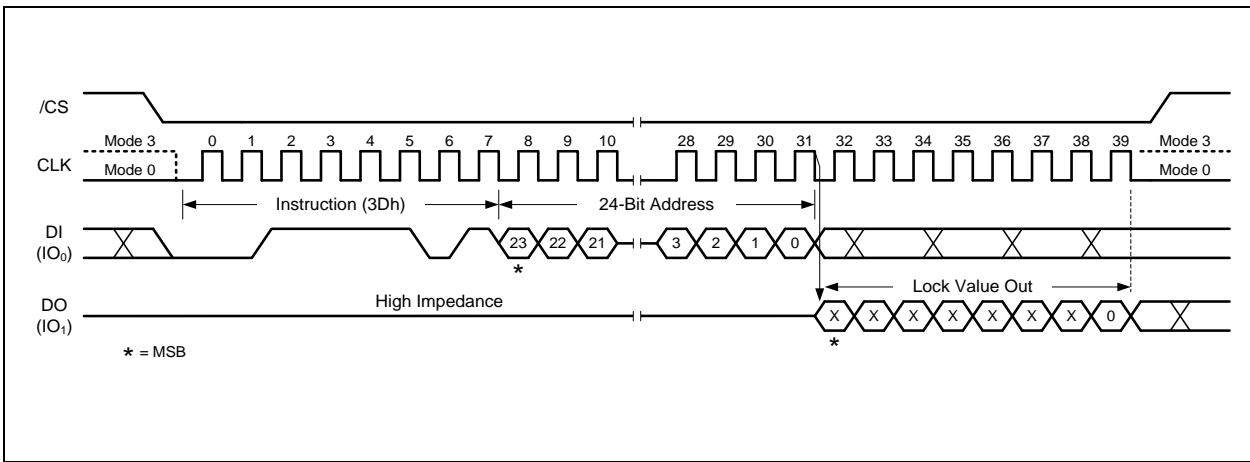 /CS
Mode 3 0 1 2 3 4 5 6 7 8 9 10 28 29 30 31 32 33 34 35 36 37 38 39 Mode 3
CLK Mode 0 Mode 0
Instruction (3Dh) 24-Bit Address
DI
(IO₀) 23 22 21 3 2 1 0
*
Lock Value Out
DO High Impedance
(IO₁) X X X X X X X 0
*
* = MSB